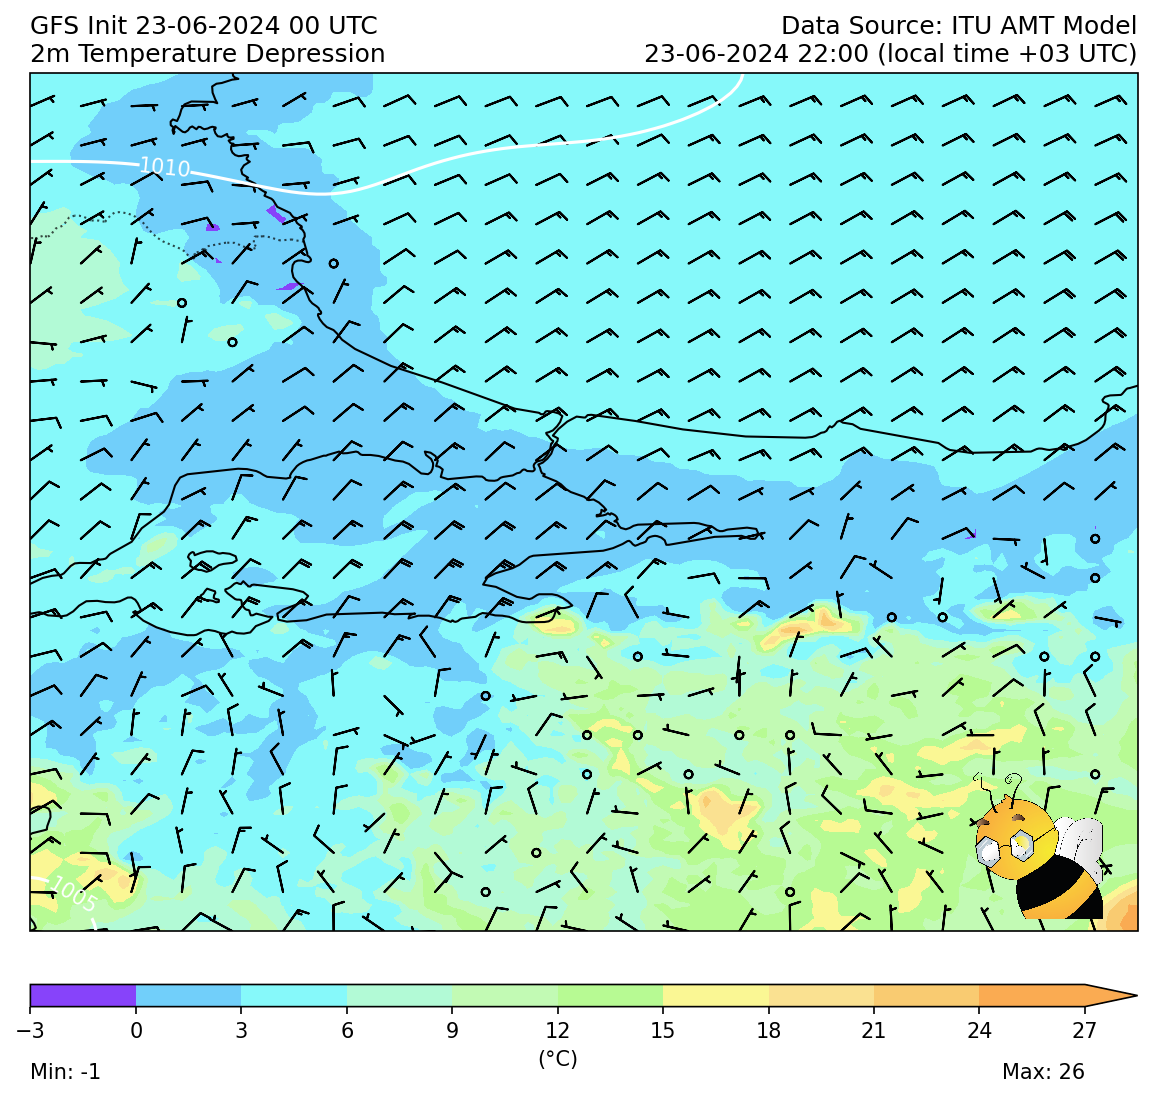 GFS Init 23-06-2024 00 UTC
Data Source: ITU AMT Model
2m Temperature Depression
23-06-2024 22:00 (local time +03 UTC)
1010
1005
−3 0 3 6 9 12 15 18 21 24 27
(°C)
Min: -1
Max: 26